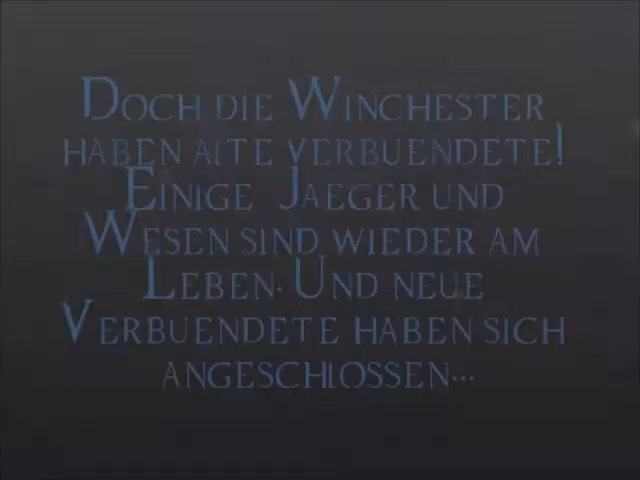 Doch die Winchester
haben alte verbuendete!
Einige Jaeger und
Wesen sind wieder am
Leben. Und neue
Verbuendete haben sich
angeschlossen...